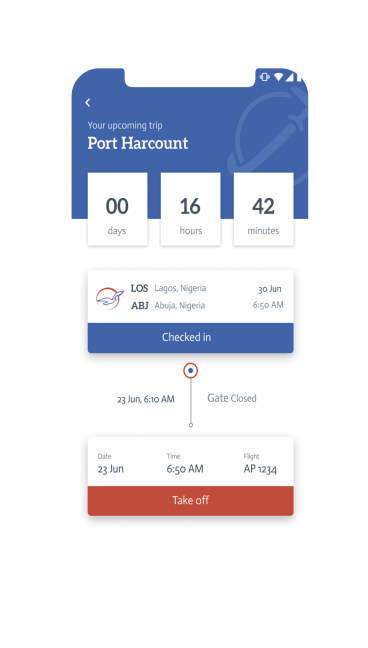 Your upcoming trip
Port Harcount
00 16 42
days hours minutes
LOS Lagos, Nigeria 30 Jun
ABJ Abuja, Nigeria 6:50 AM
Checked in
23 Jun, 6:10 AM Gate Closed
Date Time Flight
23 Jun 6:50 AM AP 1234
Take off